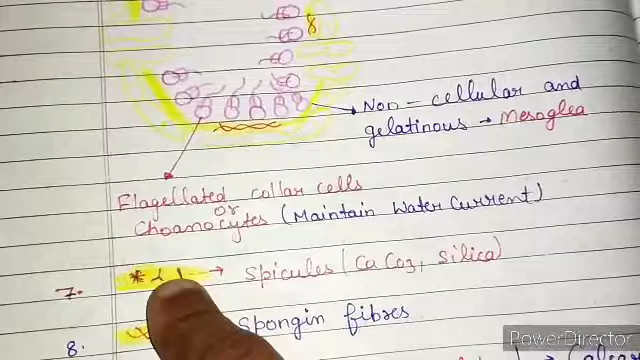 8
Non-cellular and
gelatinous → Mesoglea
Flagellated collar cells
or
Choanocytes (Maintain Water Current)
7. * → Spicules (CaCO3, Silica)
8. Spongin fibres
PowerDirector